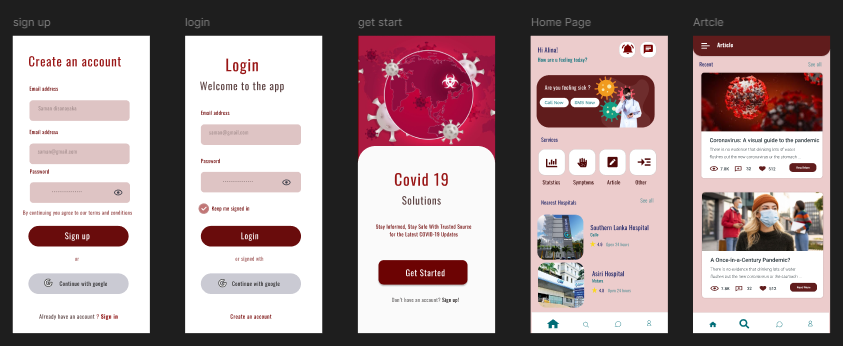 sign up
Create an account
Email address
Email address
saman@gmail.com
Password
By continuing you agree to our terms and conditions
Sign up
or
Continue with google
Already have an account ? Sign in
login
Login
Welcome to the app
Email address
saman@gmail.com
Password
Keep me signed in
Login
or signed with
Continue with google
Create an account
get start
Covid 19
Solutions
Stay Informed, Stay Safe With Trusted Source
for the Latest COVID-19 Updates
Get Started
Don't have an account? Sign up!
Home Page
Hi Alina!
How are u feeling today?
Are you feeling sick ?
Call Now
SMS Now
Services
Statistics
Symptoms
Article
Other
Nearest Hospitals
See all
Southern Lanka Hospital
Galle
4.8 Open 24 hours
Asiri Hospital
Matara
4.8 Open 24 hours
Artcle
Article
Recent
See all
Coronavirus: A visual guide to the pandemic
There is no evidence that drinking lots of water
flushes out the new coronavirus or the stomach
7.8K
32
512
Read More
A Once-in-a-Century Pandemic?
There is no evidence that drinking lots of water
flushes out the new coronavirus or the stomach
7.8K
32
512
Read More